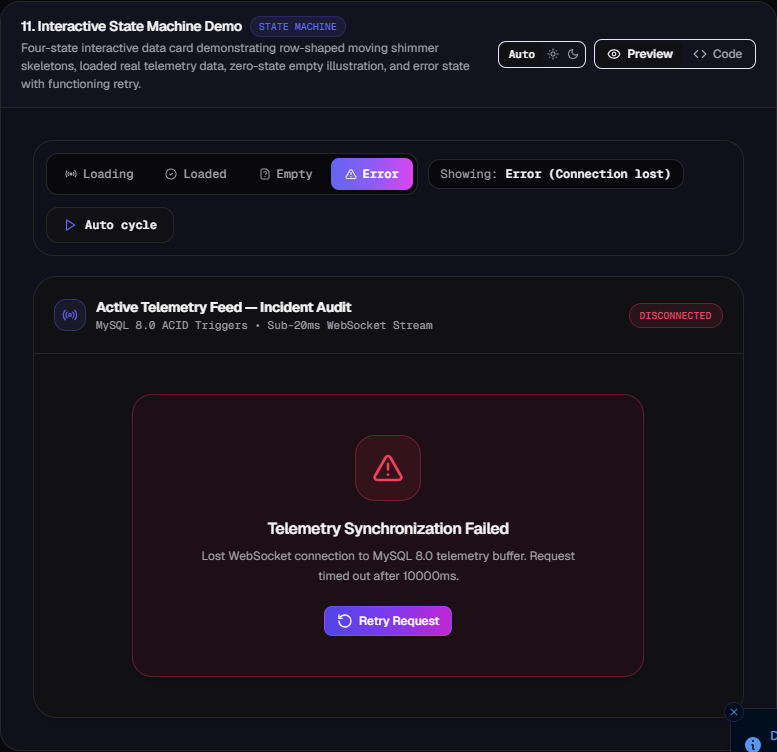 11. Interactive State Machine Demo STATE MACHINE
Four-state interactive data card demonstrating row-shaped moving shimmer
skeletons, loaded real telemetry data, zero-state empty illustration, and error state
with functioning retry.
Auto Preview Code
Loading Loaded Empty Error Showing: Error (Connection lost)
Auto cycle
Active Telemetry Feed — Incident Audit
MySQL 8.0 ACID Triggers • Sub-20ms WebSocket Stream
DISCONNECTED
Telemetry Synchronization Failed
Lost WebSocket connection to MySQL 8.0 telemetry buffer. Request
timed out after 10000ms.
Retry Request